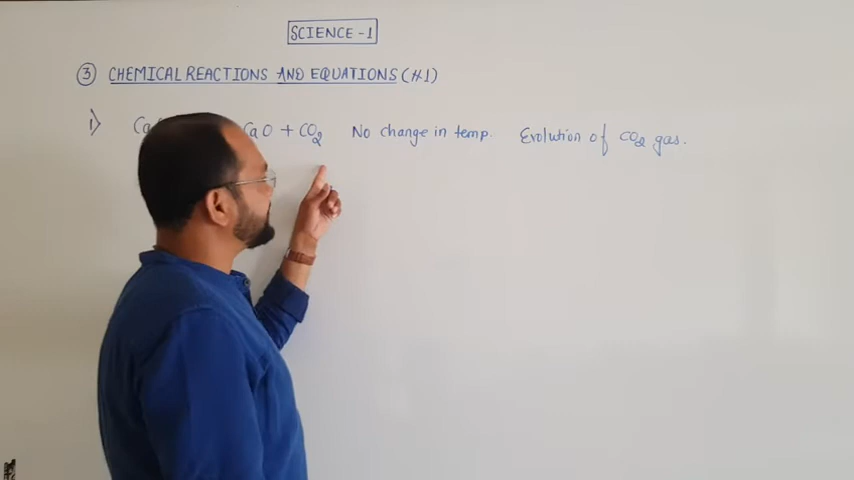 SCIENCE - 1
③ CHEMICAL REACTIONS AND EQUATIONS (#1)
1) Ca CaO + CO₂ No change in temp. Evolution of CO₂ gas.